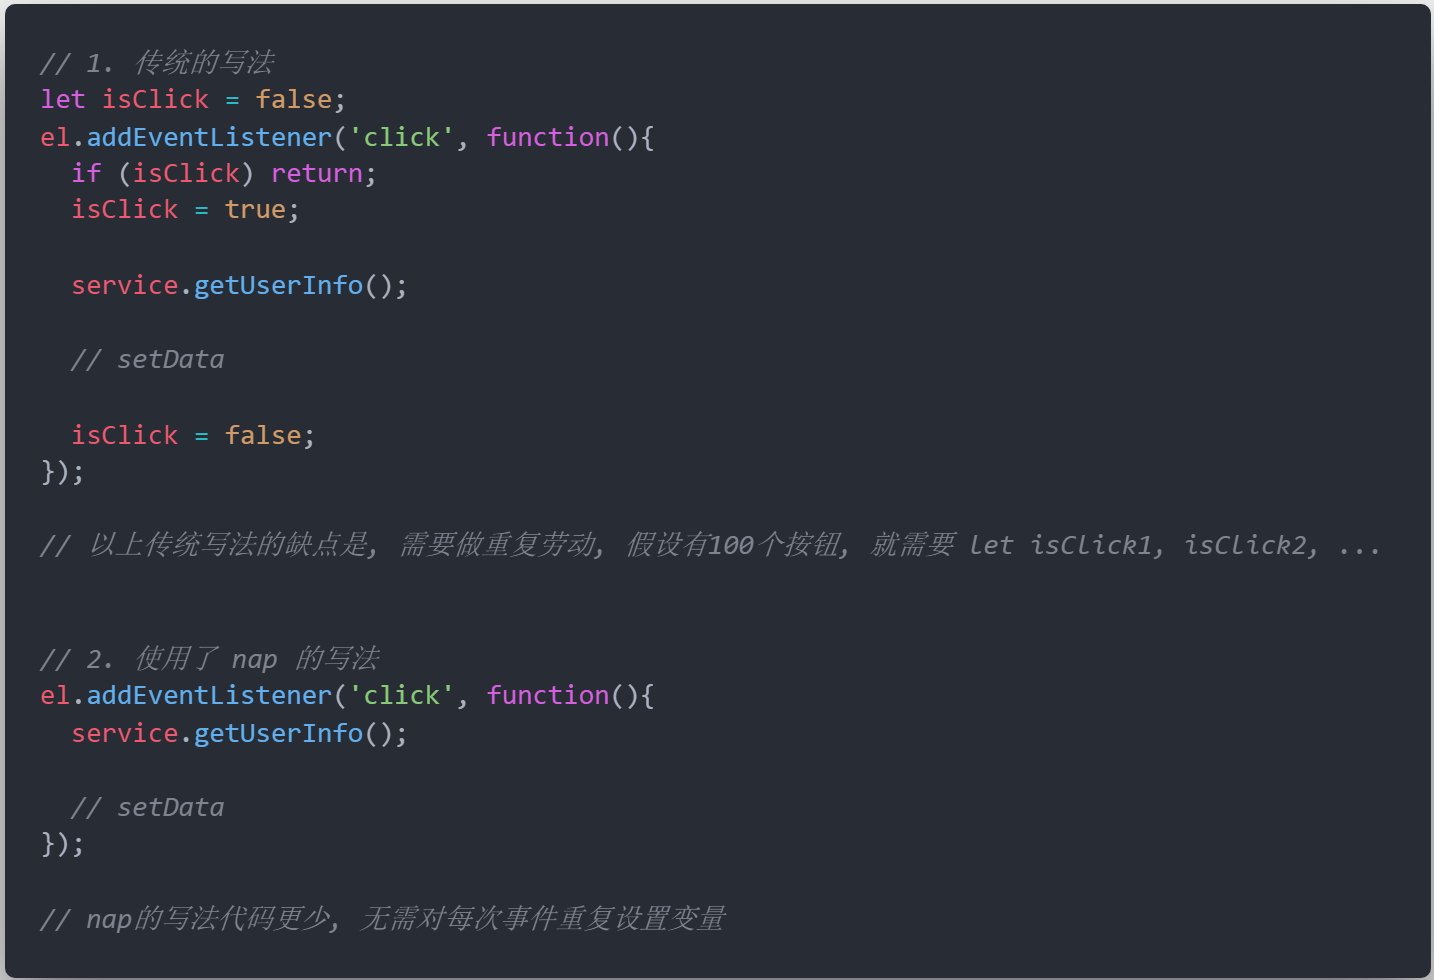 // 1. 传统的写法
let isClick = false;
el.addEventListener('click', function(){
  if (isClick) return;
  isClick = true;
  service.getUserInfo();
  // setData
  isClick = false;
});
// 以上传统写法的缺点是, 需要做重复劳动, 假设有100个按钮, 就需要 let isClick1, isClick2, ...
// 2. 使用了 nap 的写法
el.addEventListener('click', function(){
  service.getUserInfo();
  // setData
});
// nap的写法代码更少, 无需对每次事件重复设置变量